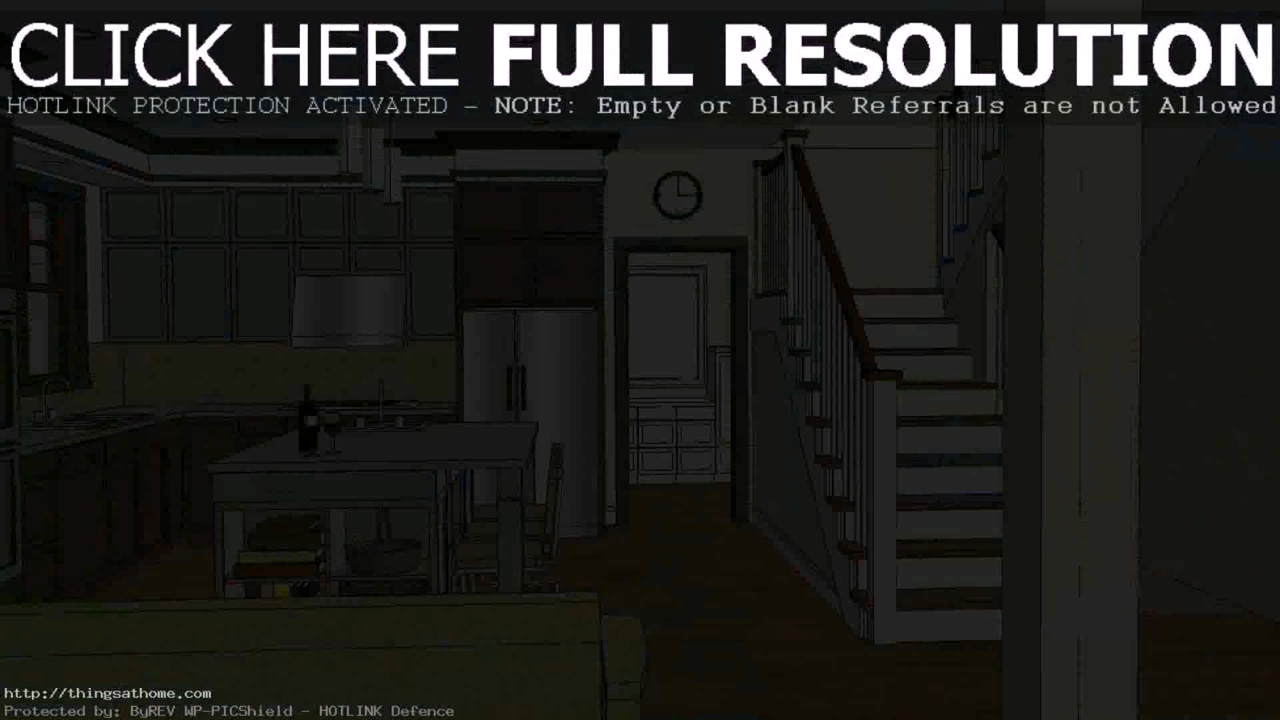 CLICK HERE FULL RESOLUTION
HOTLINK PROTECTION ACTIVATED - NOTE: Empty or Blank Referrals are not Allowed
http://thingsathome.com
Protected by: ByREV WP-PICShield - HOTLINK Defence